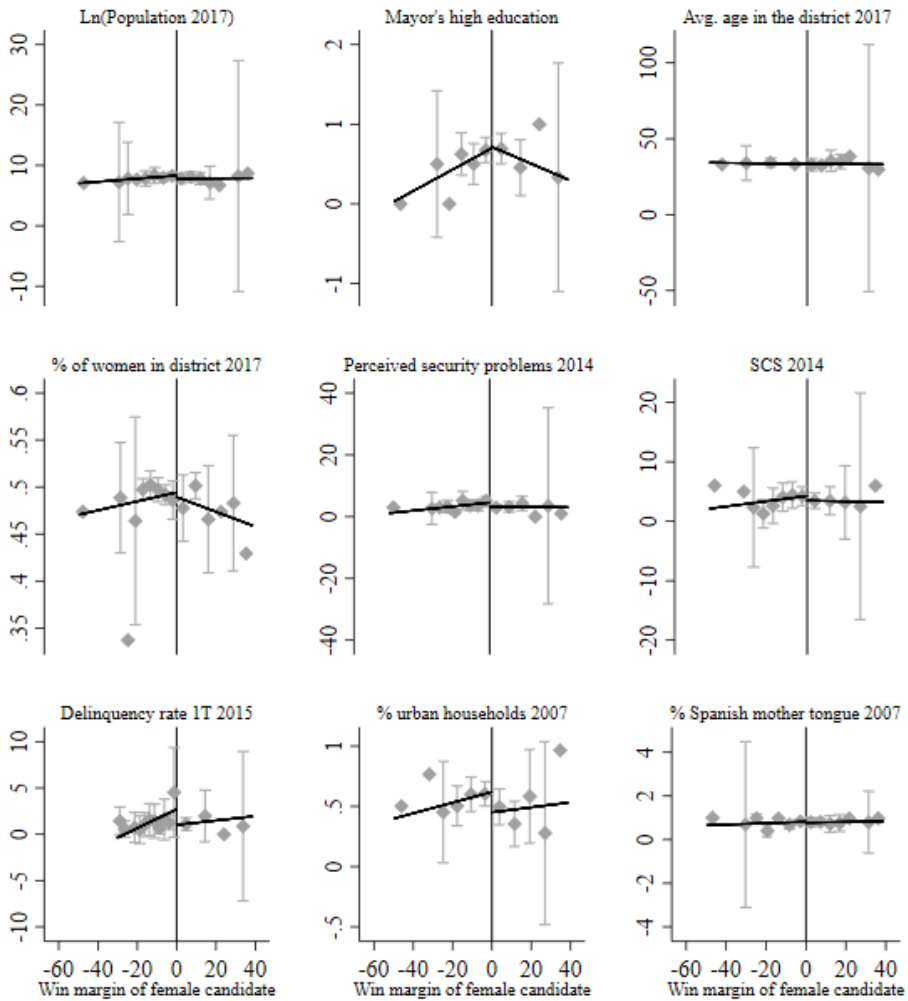 Ln(Population 2017)
Mayor's high education
Avg. age in the district 2017
30
20
10
0
-10
2
1
0
-1
100
50
0
-50
% of women in district 2017
Perceived security problems 2014
SCS 2014
.6
.55
.5
.45
.4
.35
40
20
0
-20
-40
20
10
0
-10
-20
Delinquency rate 1T 2015
% urban households 2007
% Spanish mother tongue 2007
10
5
0
-5
-10
1
.5
0
-.5
4
2
0
-2
-4
-60 -40 -20 0 20 40
-60 -40 -20 0 20 40
-60 -40 -20 0 20 40
Win margin of female candidate
Win margin of female candidate
Win margin of female candidate